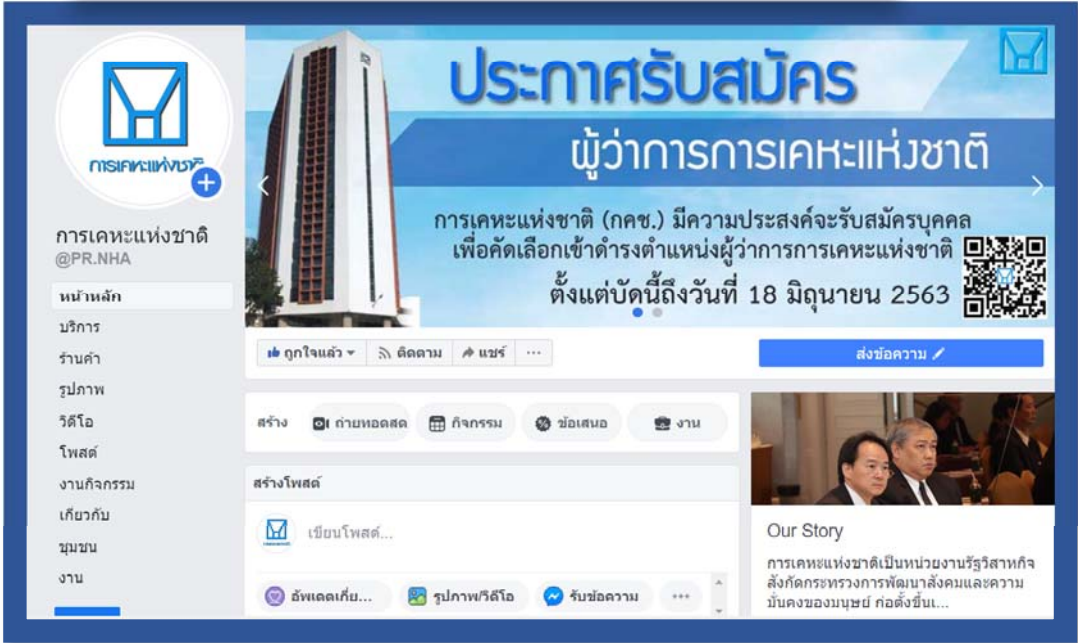 ประกาศรับสมัคร
ผู้ว่าการการเคหะแห่งชาติ
การเคหะแห่งชาติ (กคช.) มีความประสงค์จะรับสมัครบุคคล
เพื่อคัดเลือกเข้าดำรงตำแหน่งผู้ว่าการการเคหะแห่งชาติ
ตั้งแต่บัดนี้ถึงวันที่ 18 มิถุนายน 2563
การเคหะแห่งชาติ
การเคหะแห่งชาติ
@PR.NHA
หน้าหลัก
บริการ
ร้านค้า
รูปภาพ
วิดีโอ
โพสต์
งานกิจกรรม
เกี่ยวกับ
ชุมชน
งาน
ถูกใจแล้ว ติดตาม แชร์ ...
ส่งข้อความ
สร้าง ถ่ายทอดสด กิจกรรม ข้อเสนอ งาน
สร้างโพสต์
เขียนโพสต์...
อัพเดตเกี่ย... รูปภาพ/วิดีโอ รับข้อความ ...
Our Story
การเคหะแห่งชาติเป็นหน่วยงานรัฐวิสาหกิจ
สังกัดกระทรวงการพัฒนาสังคมและความ
มั่นคงของมนุษย์ ก่อตั้งขึ้นเ...